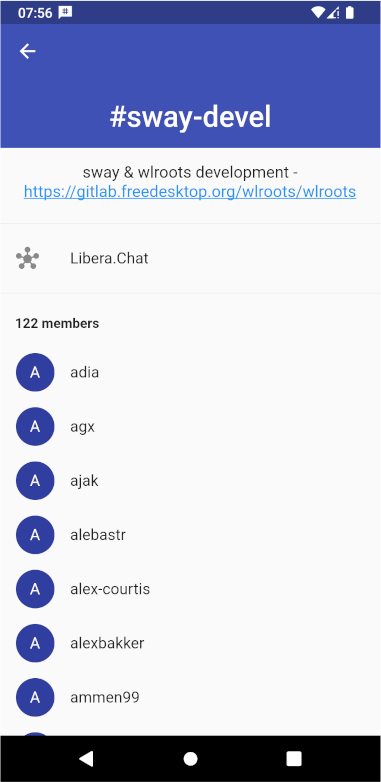 07:56
#sway-devel
sway & wlroots development -
https://gitlab.freedesktop.org/wlroots/wlroots
Libera.Chat
122 members
A adia
A agx
A ajak
A alebastr
A alex-courtis
A alexbakker
A ammen99